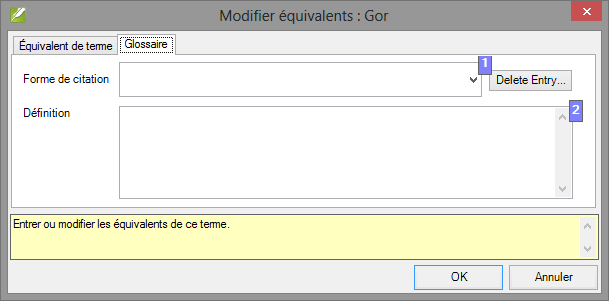 Modifier équivalents : Gor
Équivalent de terme Glossaire
Forme de citation 1 Delete Entry...
Définition 2
Entrer ou modifier les équivalents de ce terme.
OK Annuler